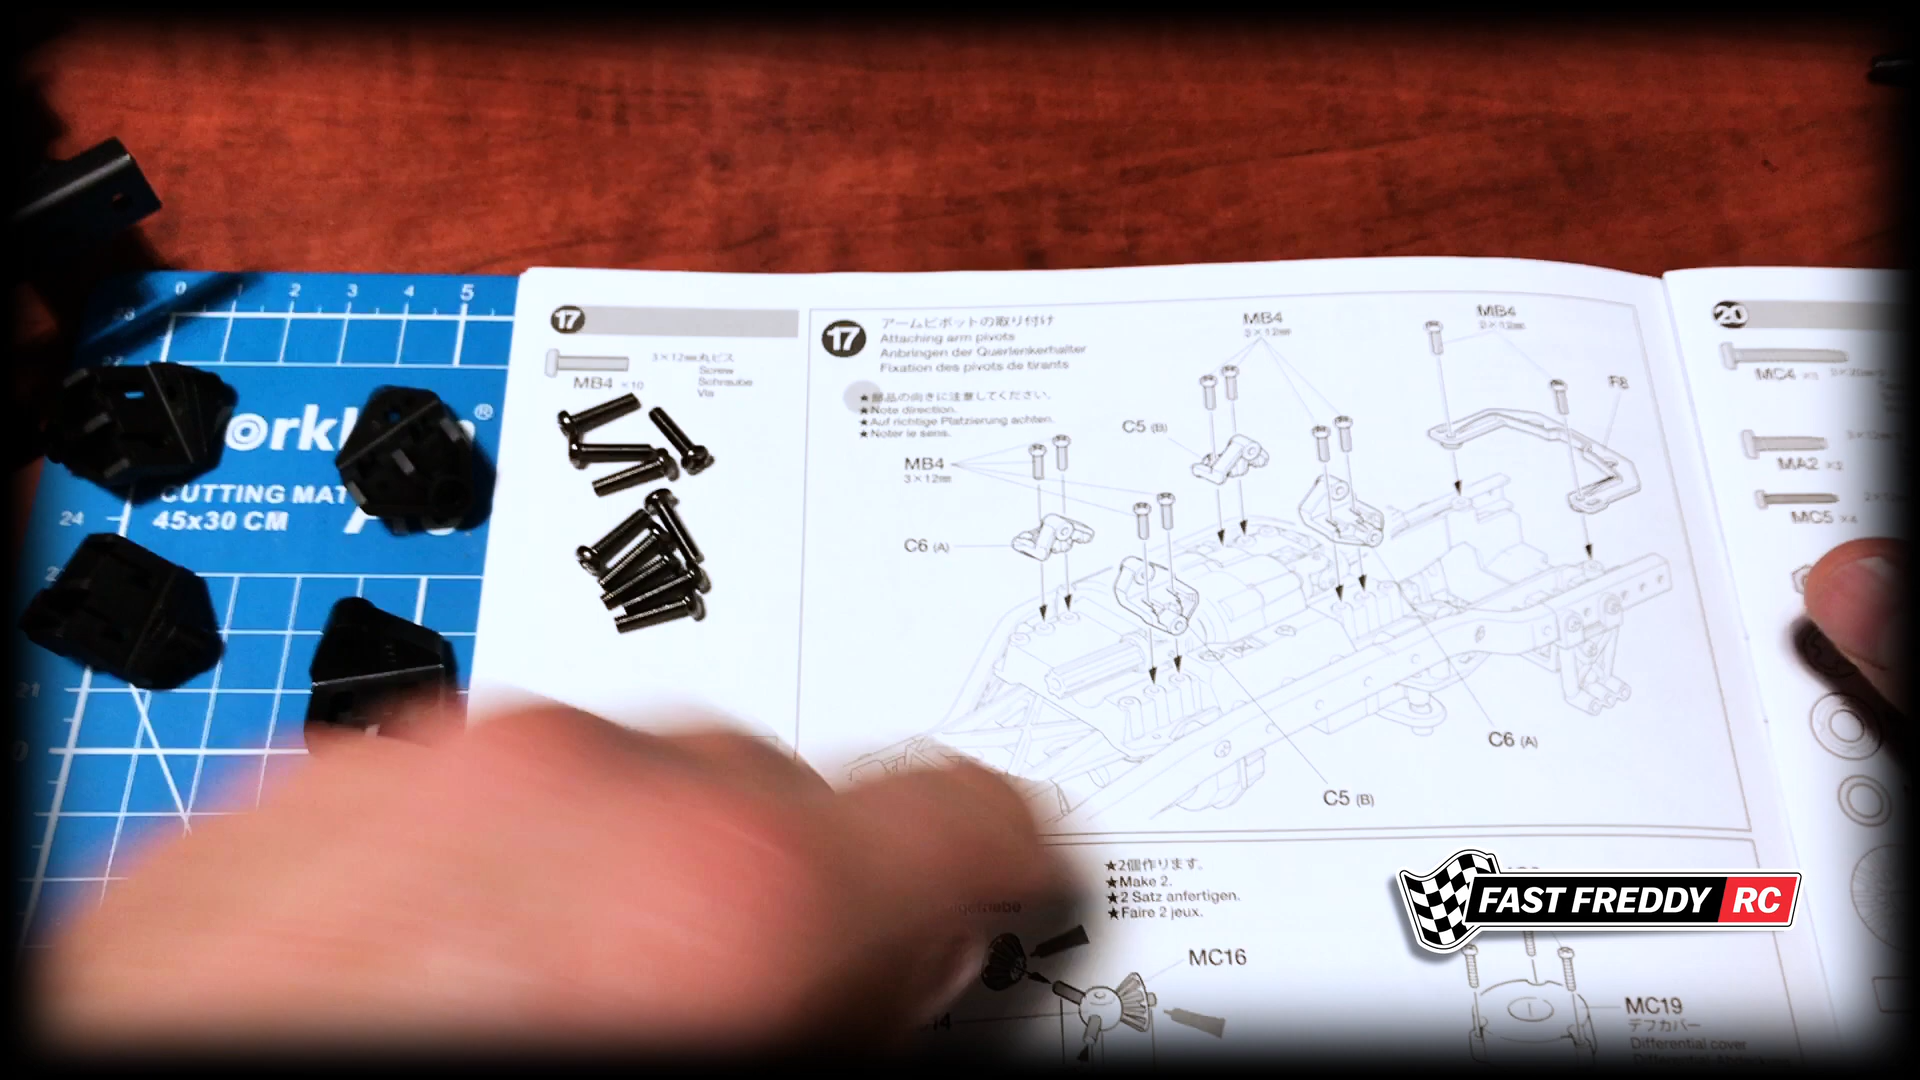 0 1 2 3 4 5
orkl
®
CUTTING MAT
45x30 CM
24
21
17
3×12㎜丸ビス
Screw
Schraube
Vis
MB4 ×10
17
アームピボットの取り付け
Attaching arm pivots
Anbringen der Querlenkerhalter
Fixation des pivots de tirants
★部品の向きに注意してください。
★Note direction.
★Auf richtige Platzierung achten.
★Noter le sens.
MB4
3×12㎜
MB4
3×12㎜
MB4
3×12㎜
F8
C5 (B)
C6 (A)
C6 (A)
C5 (B)
20
MC4
MA2
MC5 ×4
★2個作ります。
★Make 2.
★2 Satz anfertigen.
★Faire 2 jeux.
MC16
MC19
デフカバー
Differential cover
FAST FREDDY RC